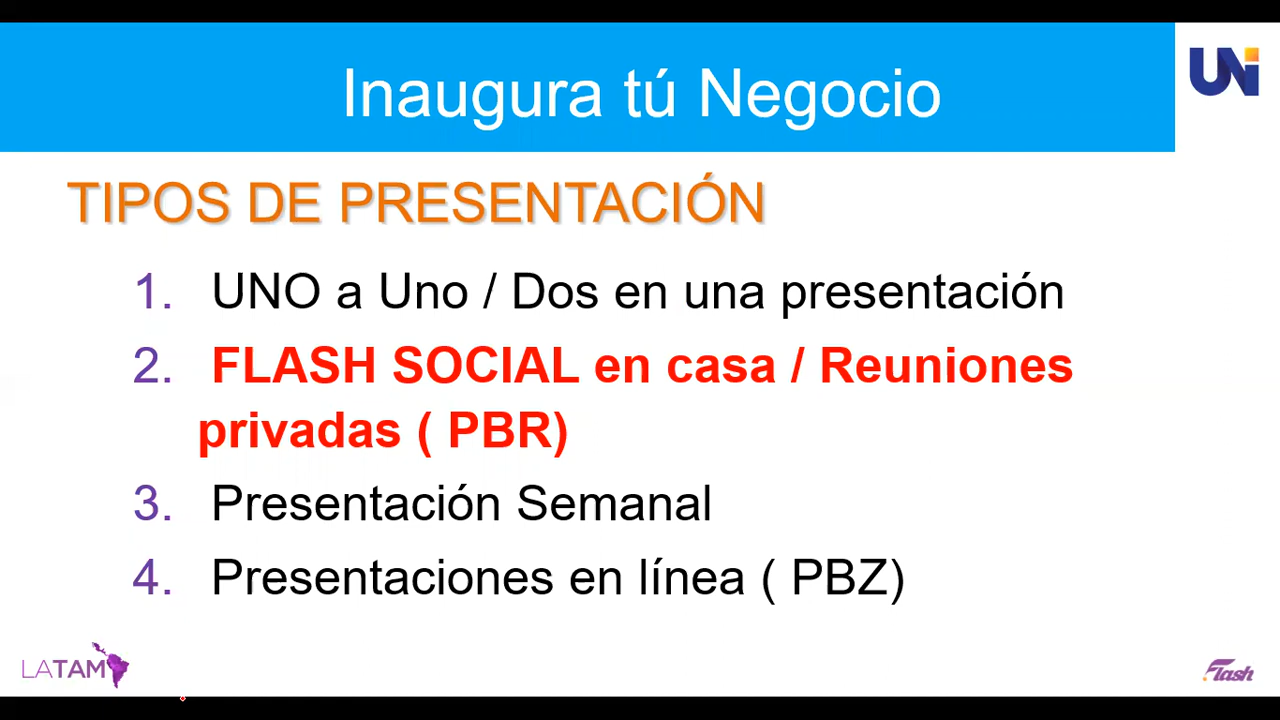 Inaugura tú Negocio
UNi
TIPOS DE PRESENTACIÓN
1. UNO a Uno / Dos en una presentación
2. FLASH SOCIAL en casa / Reuniones
privadas ( PBR)
3. Presentación Semanal
4. Presentaciones en línea ( PBZ)
LATAM
Flash